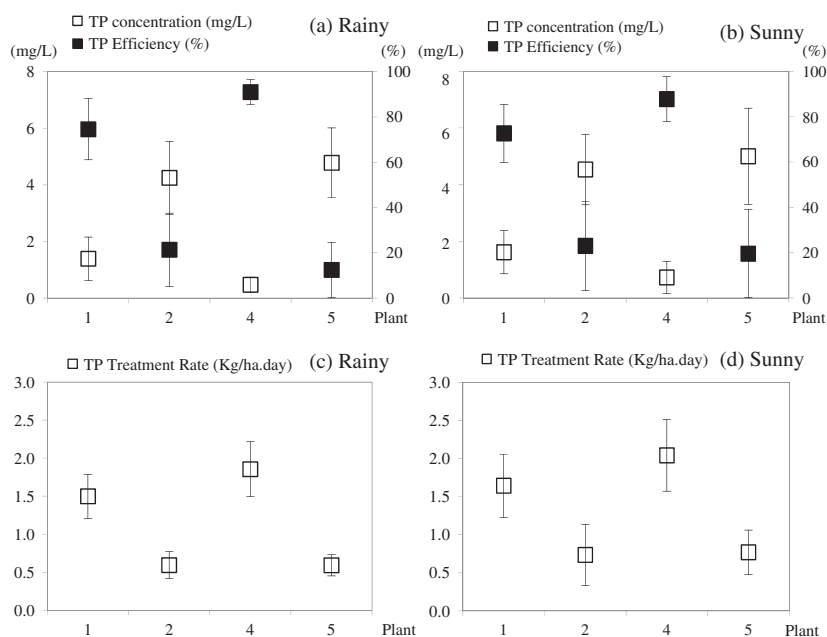 TP concentration (mg/L)
TP Efficiency (%)
(a) Rainy
(mg/L)
(%)
8
6
4
2
0
100
80
60
40
20
0
1 2 4 5 Plant
TP concentration (mg/L)
TP Efficiency (%)
(b) Sunny
(mg/L)
(%)
8
6
4
2
0
100
80
60
40
20
0
1 2 4 5 Plant
TP Treatment Rate (Kg/ha.day)
(c) Rainy
3.0
2.5
2.0
1.5
1.0
0.5
0.0
1 2 4 5 Plant
TP Treatment Rate (Kg/ha.day)
(d) Sunny
3.0
2.5
2.0
1.5
1.0
0.5
0.0
1 2 4 5 Plant